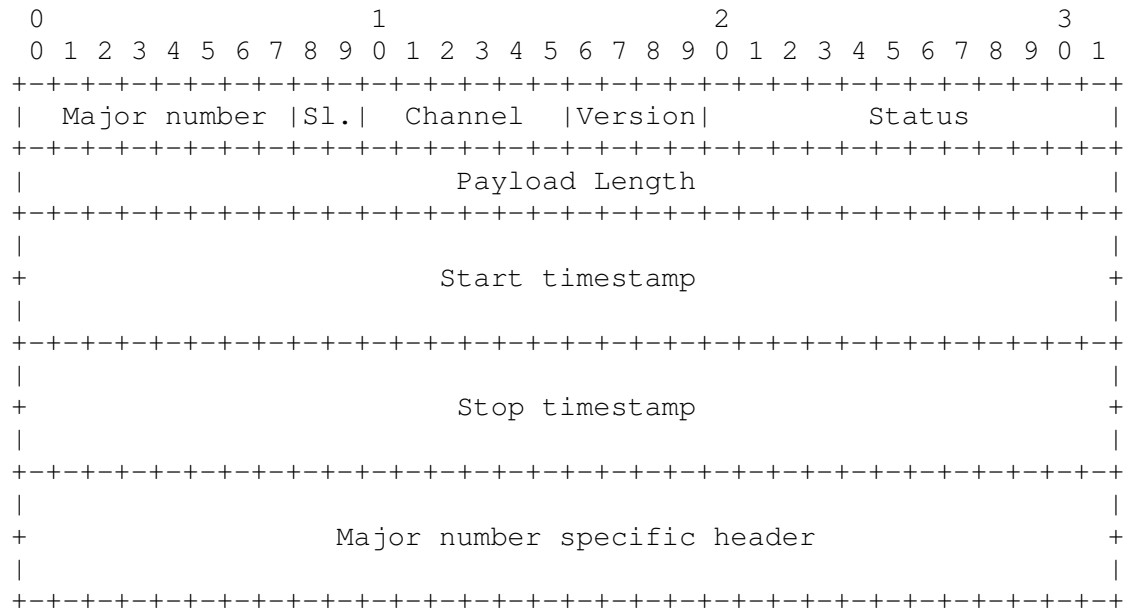 0                   1                   2                   3
 0 1 2 3 4 5 6 7 8 9 0 1 2 3 4 5 6 7 8 9 0 1 2 3 4 5 6 7 8 9 0 1
+-+-+-+-+-+-+-+-+-+-+-+-+-+-+-+-+-+-+-+-+-+-+-+-+-+-+-+-+-+-+-+-+
|  Major number |Sl.|  Channel  |Version|         Status        |
+-+-+-+-+-+-+-+-+-+-+-+-+-+-+-+-+-+-+-+-+-+-+-+-+-+-+-+-+-+-+-+-+
|                         Payload Length                        |
+-+-+-+-+-+-+-+-+-+-+-+-+-+-+-+-+-+-+-+-+-+-+-+-+-+-+-+-+-+-+-+-+
|                                                               |
+                        Start timestamp                        +
|                                                               |
+-+-+-+-+-+-+-+-+-+-+-+-+-+-+-+-+-+-+-+-+-+-+-+-+-+-+-+-+-+-+-+-+
|                                                               |
+                         Stop timestamp                        +
|                                                               |
+-+-+-+-+-+-+-+-+-+-+-+-+-+-+-+-+-+-+-+-+-+-+-+-+-+-+-+-+-+-+-+-+
|                                                               |
+                  Major number specific header                 +
|                                                               |
+-+-+-+-+-+-+-+-+-+-+-+-+-+-+-+-+-+-+-+-+-+-+-+-+-+-+-+-+-+-+-+-+